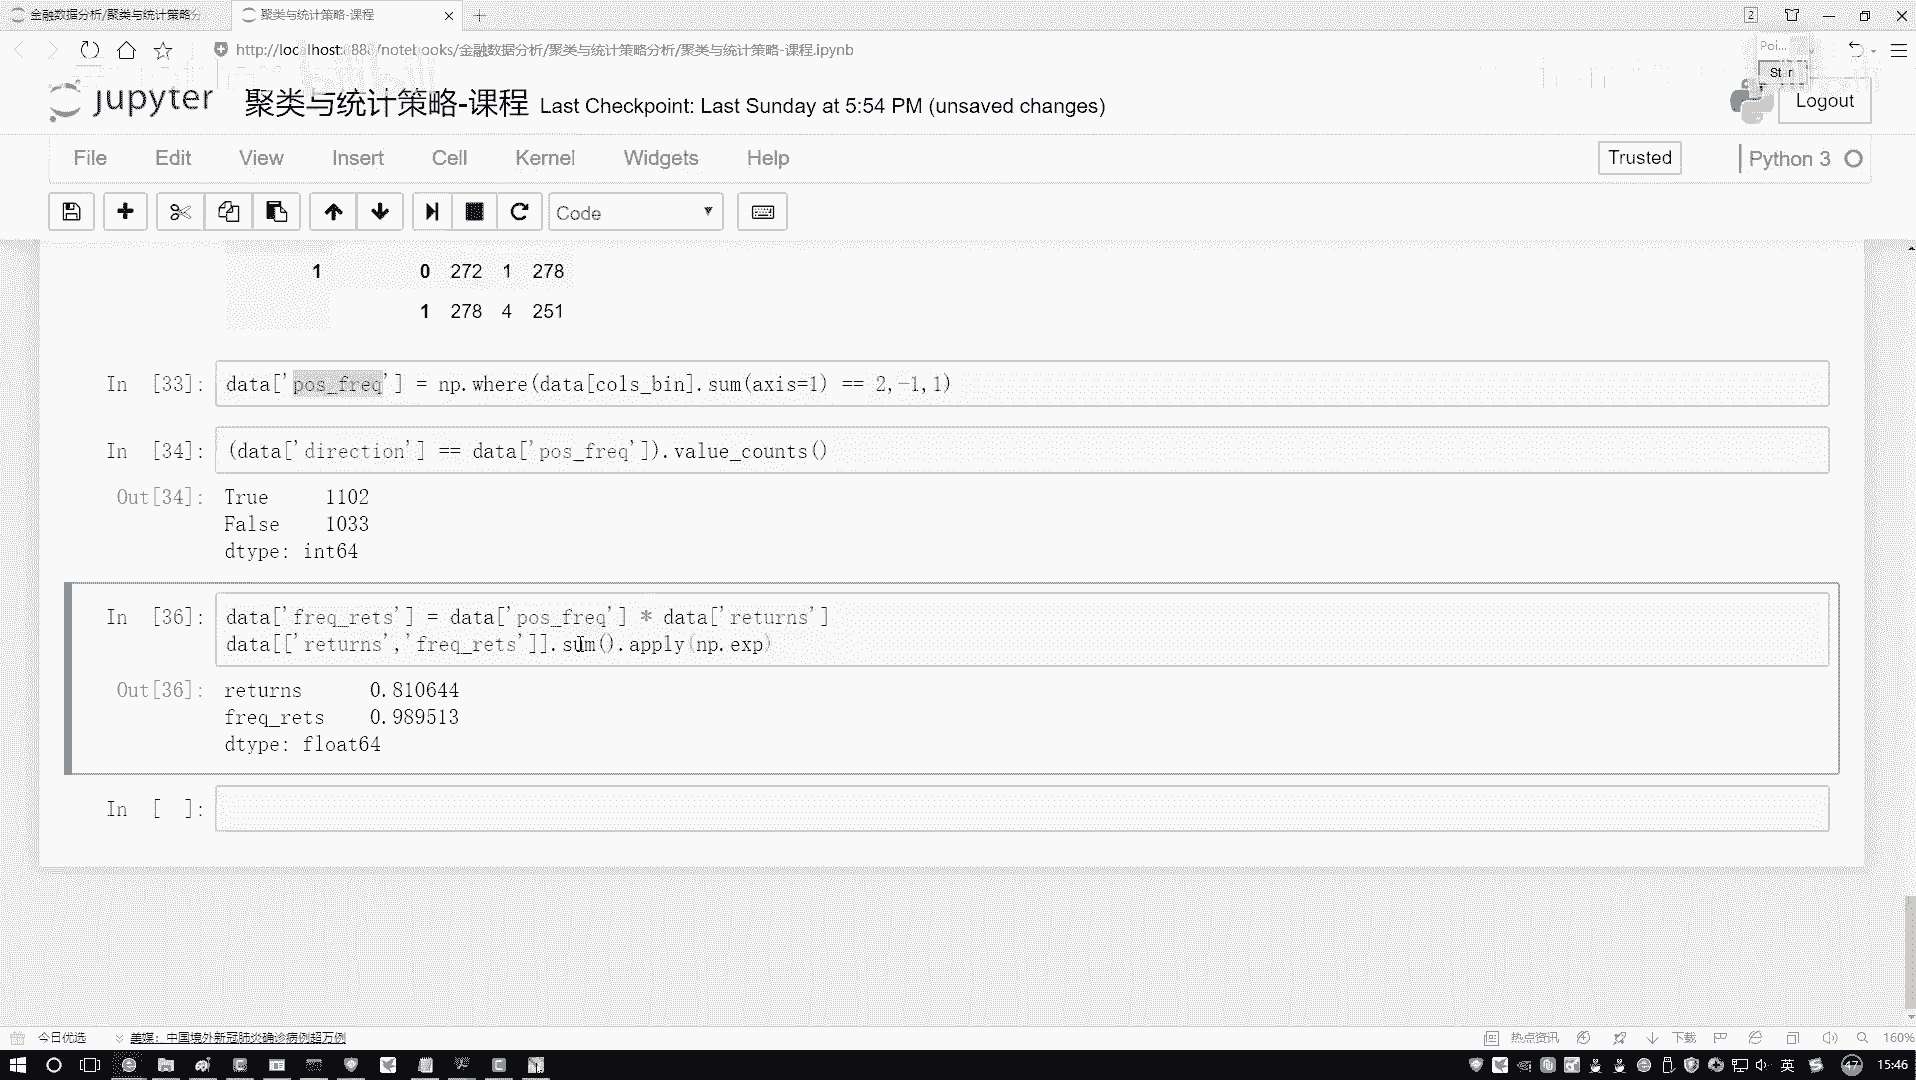 金融数据分析/聚类与统计策略分
聚类与统计策略-课程
http://localhost:888/notebooks/金融数据分析/聚类与统计策略分析/聚类与统计策略-课程.ipynb
2
Poi...
jupyter
聚类与统计策略-课程 Last Checkpoint: Last Sunday at 5:54 PM (unsaved changes)
Logout
File Edit View Insert Cell Kernel Widgets Help
Trusted
Python 3
Code
1 0 272 1 278
1 278 4 251
In [33]: data['pos_freq'] = np.where(data[cols_bin].sum(axis=1) == 2,-1,1)
In [34]: (data['direction'] == data['pos_freq']).value_counts()
Out[34]: True 1102
False 1033
dtype: int64
In [36]: data['freq_rets'] = data['pos_freq'] * data['returns']
data[['returns','freq_rets']].sum().apply(np.exp)
Out[36]: returns 0.810644
freq_rets 0.989513
dtype: float64
In [ ]:
今日优选
美媒：中国境外新冠肺炎确诊病例超万例
热点资讯
下载
160%
英
47
15:46